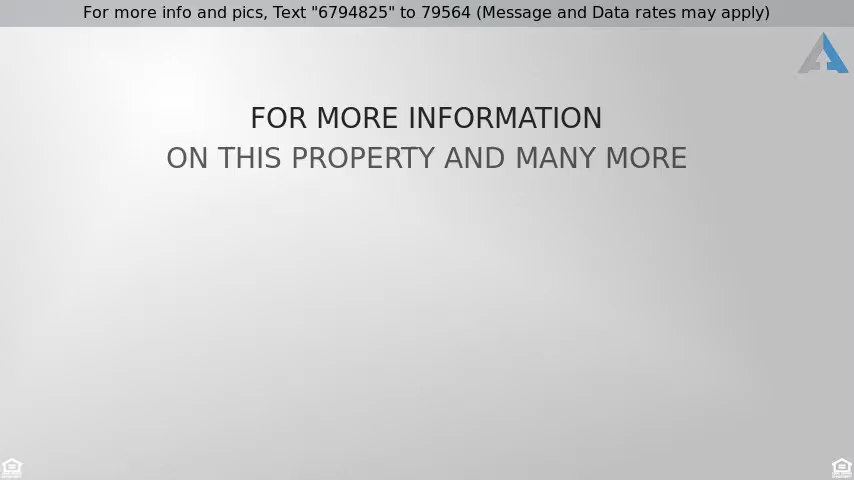 For more info and pics, Text "6794825" to 79564 (Message and Data rates may apply)
FOR MORE INFORMATION
ON THIS PROPERTY AND MANY MORE